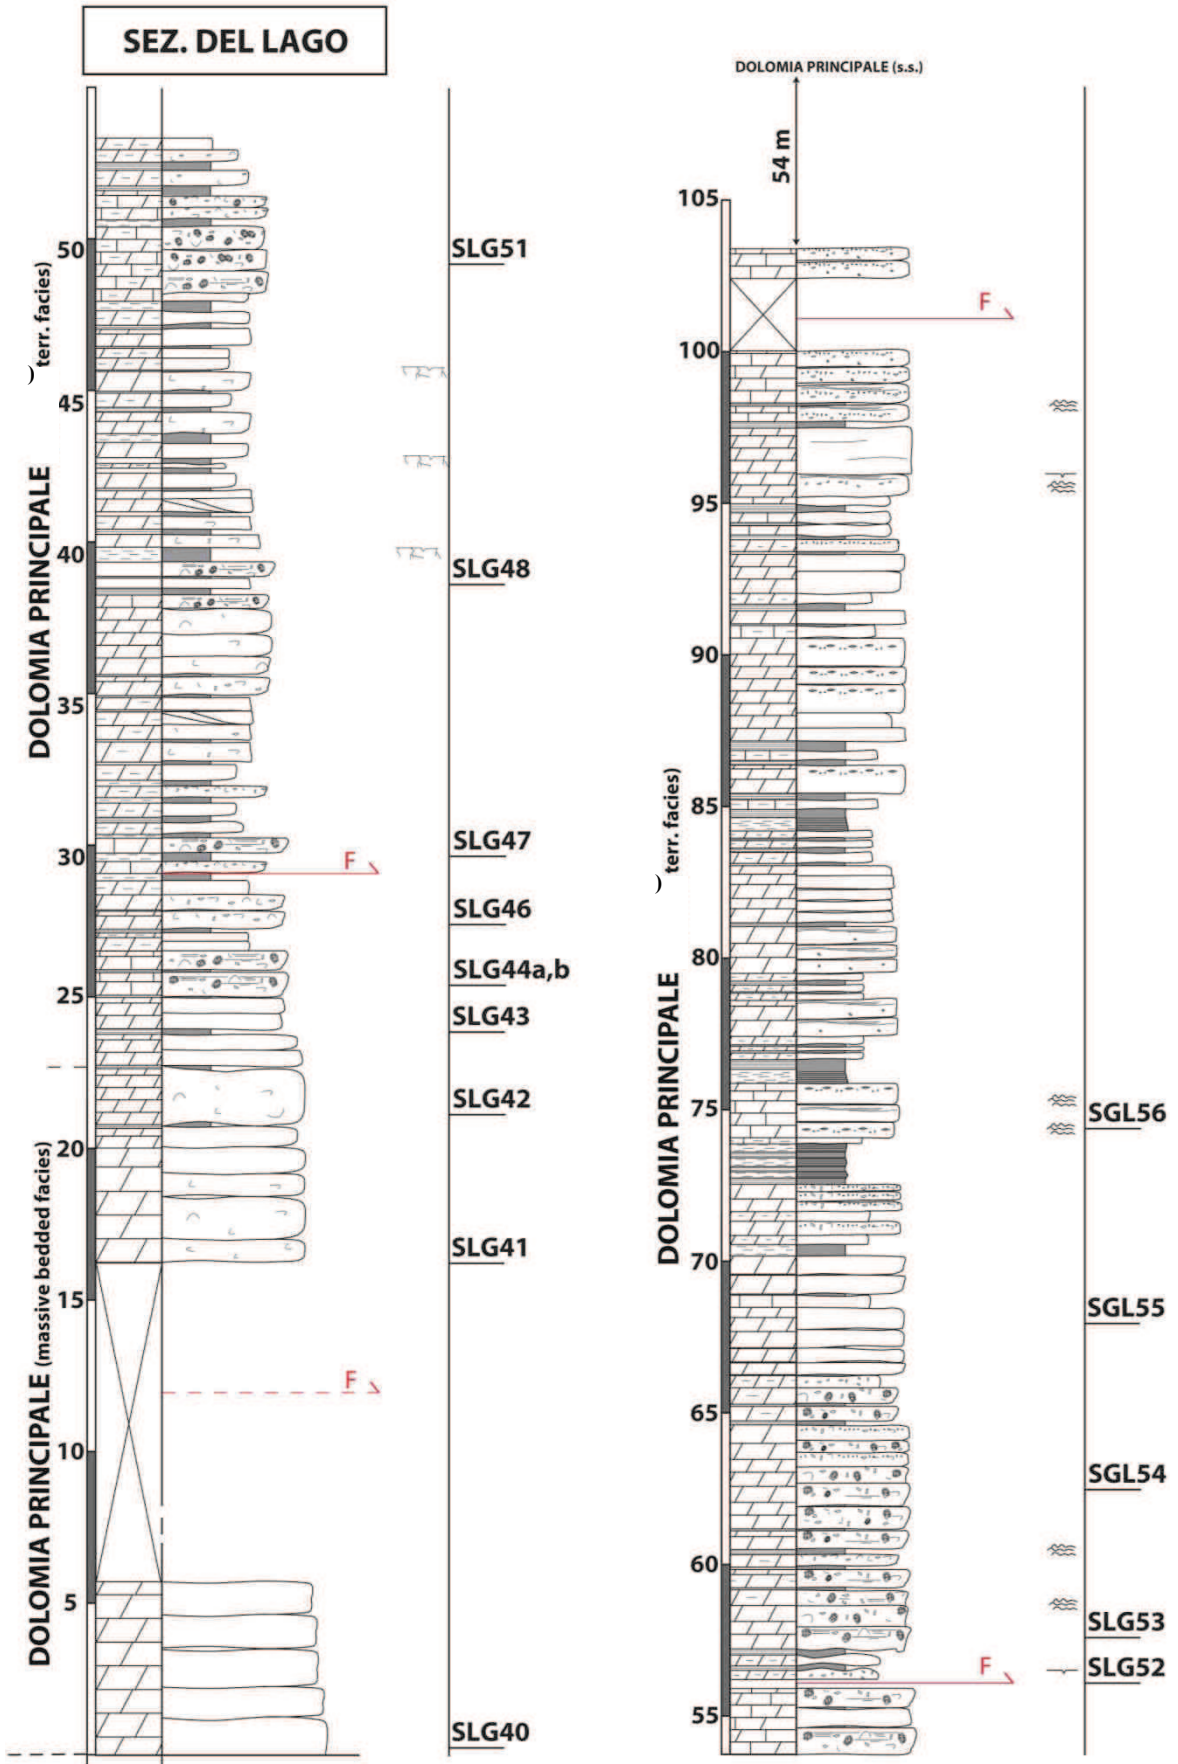 SEZ. DEL LAGO
50
45
40
35
30
25
20
15
10
5
) terr. facies)
DOLOMIA PRINCIPALE
DOLOMIA PRINCIPALE (massive bedded facies)
F
F
SLG51
SLG48
SLG47
SLG46
SLG44a,b
SLG43
SLG42
SLG41
SLG40
DOLOMIA PRINCIPALE (s.s.)
54 m
105
100
95
90
85
80
75
70
65
60
55
) terr. facies)
DOLOMIA PRINCIPALE
F
F
SGL56
SGL55
SGL54
SLG53
SLG52